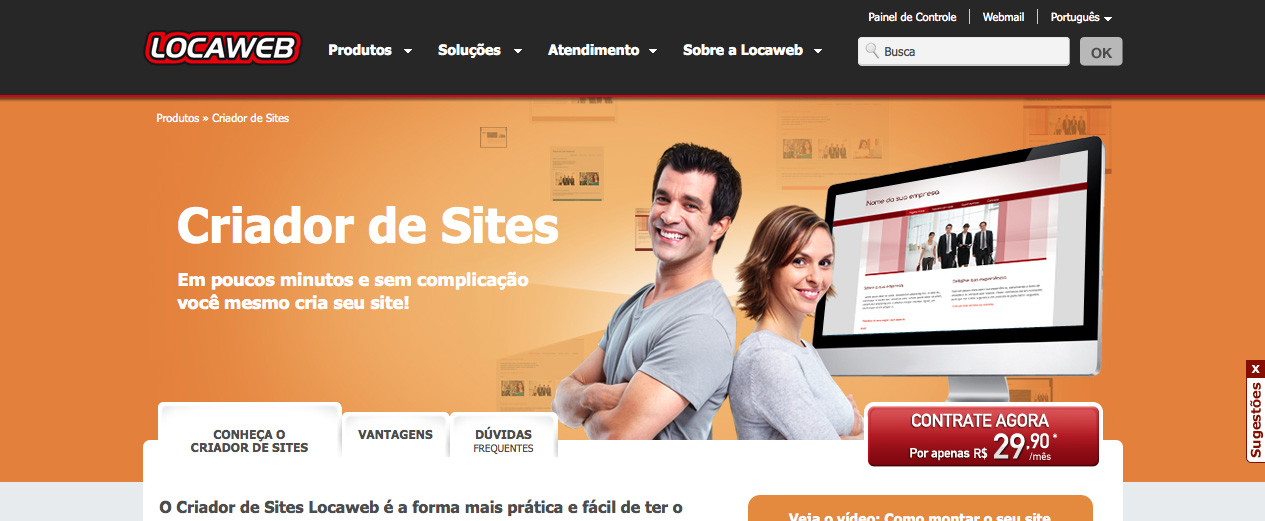 Painel de Controle
Webmail
Português
LOCAWEB
Produtos
Soluções
Atendimento
Sobre a Locaweb
Busca
OK
Produtos » Criador de Sites
Criador de Sites
Em poucos minutos e sem complicação
você mesmo cria seu site!
Nome da sua empresa
X
Sugestões
CONHEÇA O
CRIADOR DE SITES
VANTAGENS
DÚVIDAS
FREQUENTES
CONTRATE AGORA
Por apenas R$ 29,90*
/mês
O Criador de Sites Locaweb é a forma mais prática e fácil de ter o
Veja o vídeo: Como montar o seu site